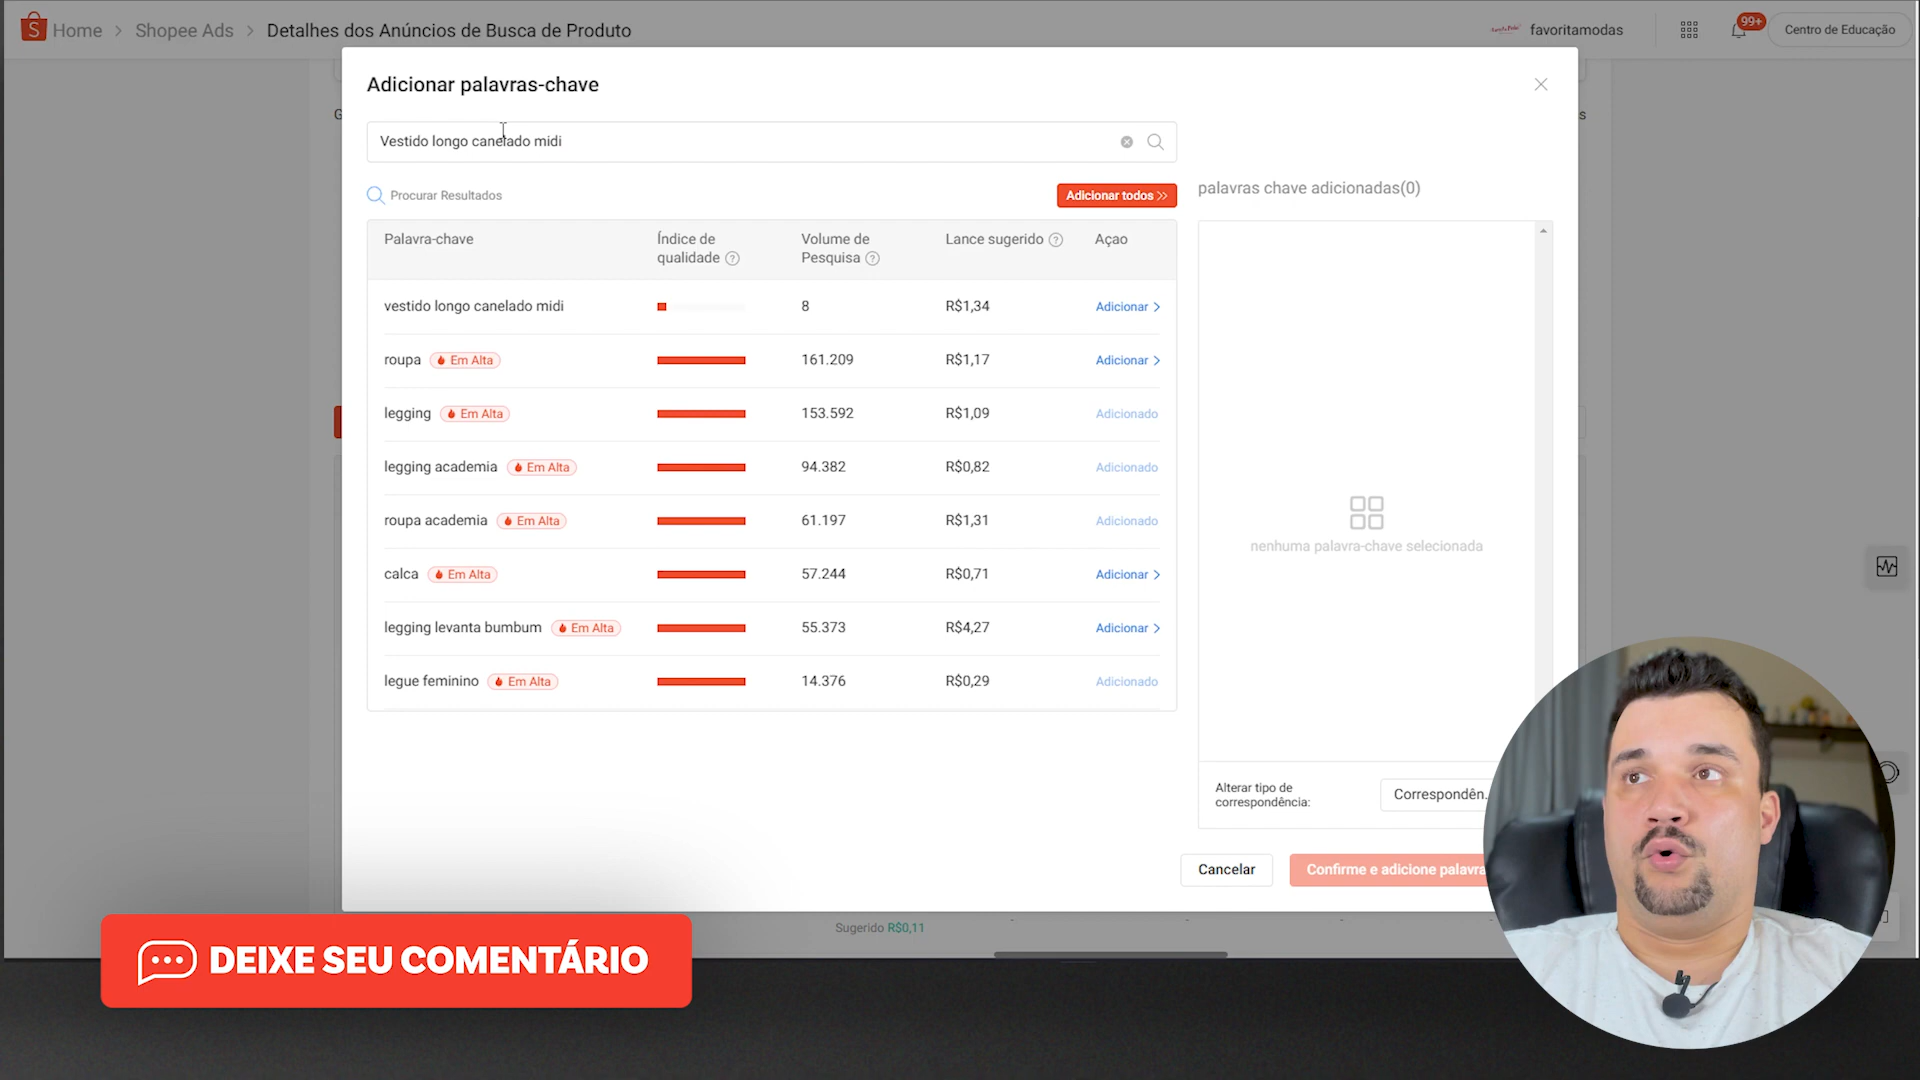 Home > Shopee Ads > Detalhes dos Anúncios de Busca de Produto
favoritamodas
99+
Centro de Educação
Adicionar palavras-chave
Vestido longo canelado midi
Procurar Resultados
Adicionar todos >>
palavras chave adicionadas(0)
Palavra-chave
Índice de qualidade ?
Volume de Pesquisa ?
Lance sugerido ?
Açao
vestido longo canelado midi 8 R$1,34 Adicionar >
roupa Em Alta 161.209 R$1,17 Adicionar >
legging Em Alta 153.592 R$1,09 Adicionado
legging academia Em Alta 94.382 R$0,82 Adicionado
roupa academia Em Alta 61.197 R$1,31 Adicionado
calca Em Alta 57.244 R$0,71 Adicionar >
legging levanta bumbum Em Alta 55.373 R$4,27 Adicionar >
legue feminino Em Alta 14.376 R$0,29 Adicionado
nenhuma palavra-chave selecionada
Alterar tipo de
correspondência:
Correspondên.
Cancelar
Confirme e adicione palavra
Sugerido R$0,11
DEIXE SEU COMENTÁRIO